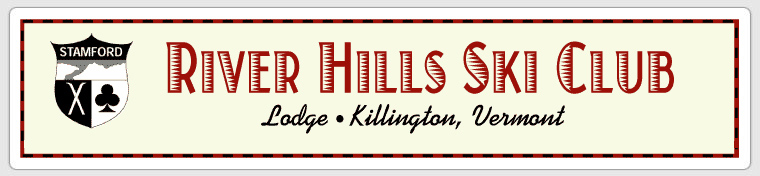 STAMFORD
RIVER HILLS SKI CLUB
Lodge • Killington, Vermont